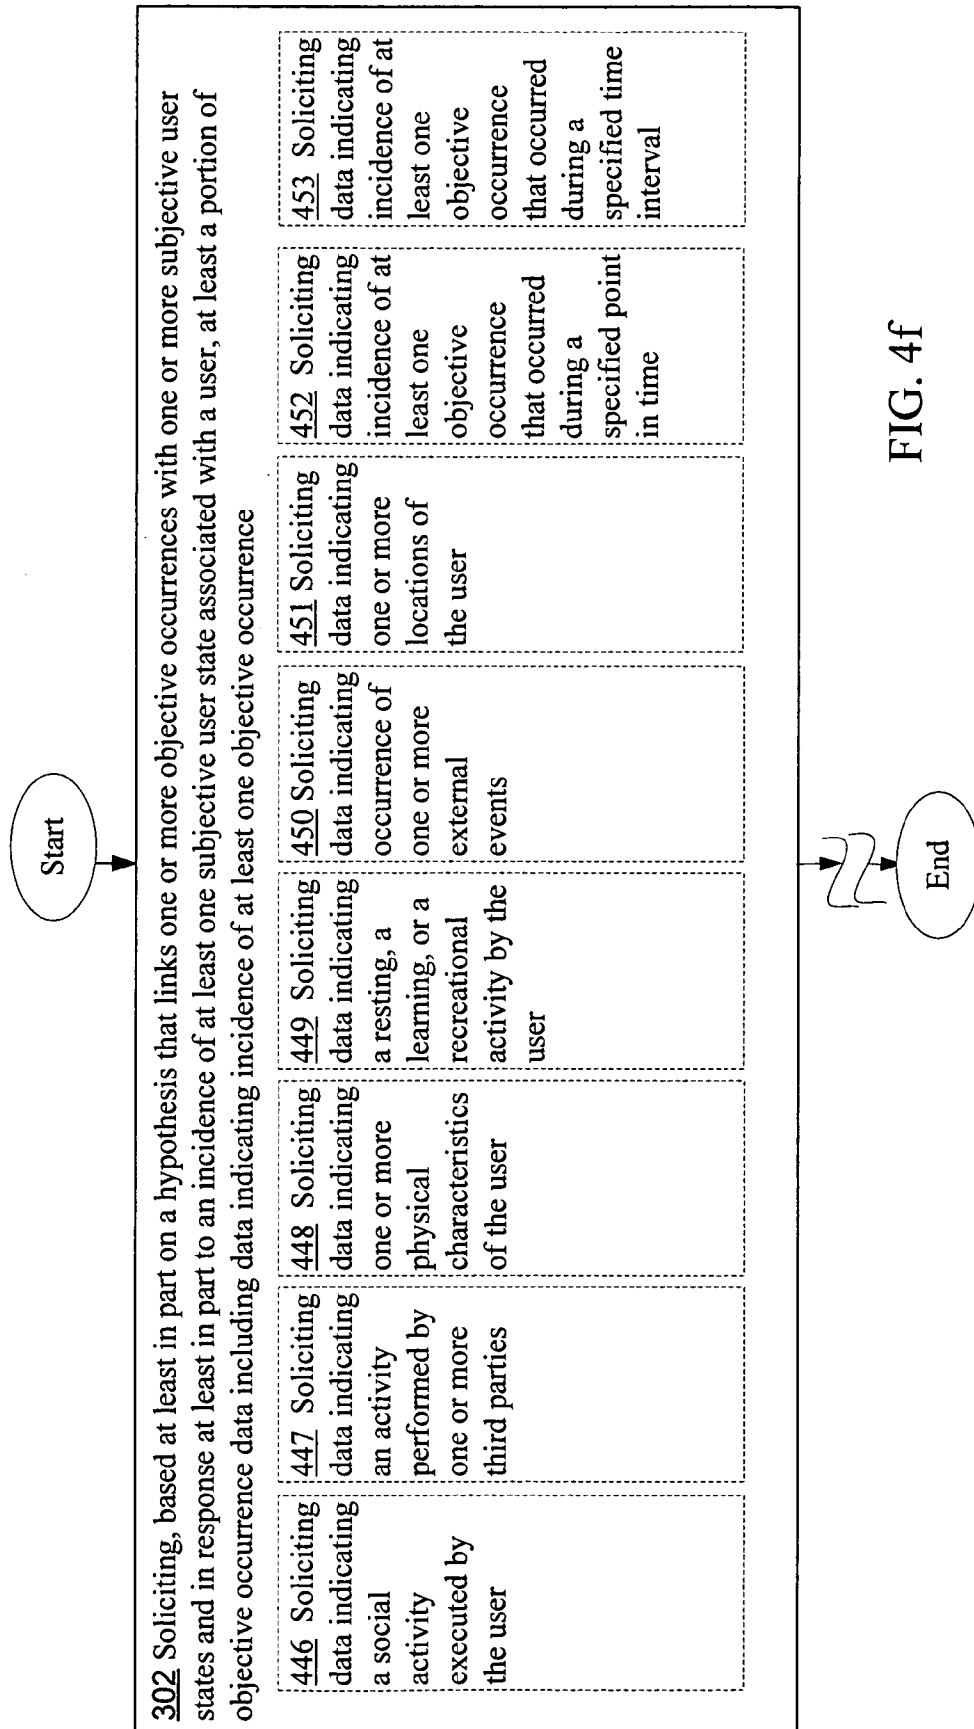 Start
302 Soliciting, based at least in part on a hypothesis that links one or more objective occurrences with one or more subjective user
states and in response at least in part to an incidence of at least one subjective user state associated with a user, at least a portion of
objective occurrence data including data indicating incidence of at least one objective occurrence
446 Soliciting
data indicating
a social
activity
executed by
the user
447 Soliciting
data indicating
an activity
performed by
one or more
third parties
448 Soliciting
data indicating
one or more
physical
characteristics
of the user
449 Soliciting
data indicating
a resting, a
learning, or a
recreational
activity by the
user
450 Soliciting
data indicating
occurrence of
one or more
external
events
451 Soliciting
data indicating
one or more
locations of
the user
452 Soliciting
data indicating
incidence of at
least one
objective
occurrence
that occurred
during a
specified point
in time
453 Soliciting
data indicating
incidence of at
least one
objective
occurrence
that occurred
during a
specified time
interval
End
FIG. 4f